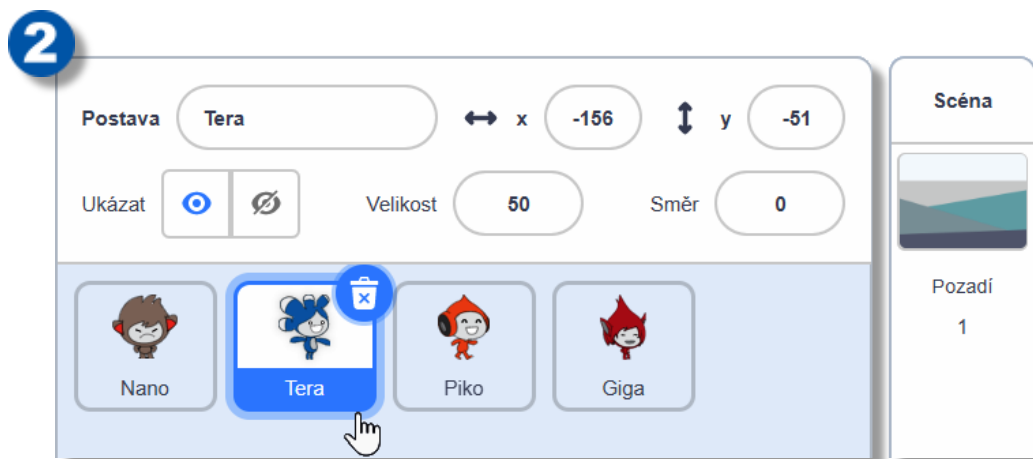 2
Postava Tera x -156 y -51
Ukázat Velikost 50 Směr 0
Nano Tera Piko Giga
Scéna
Pozadí
1